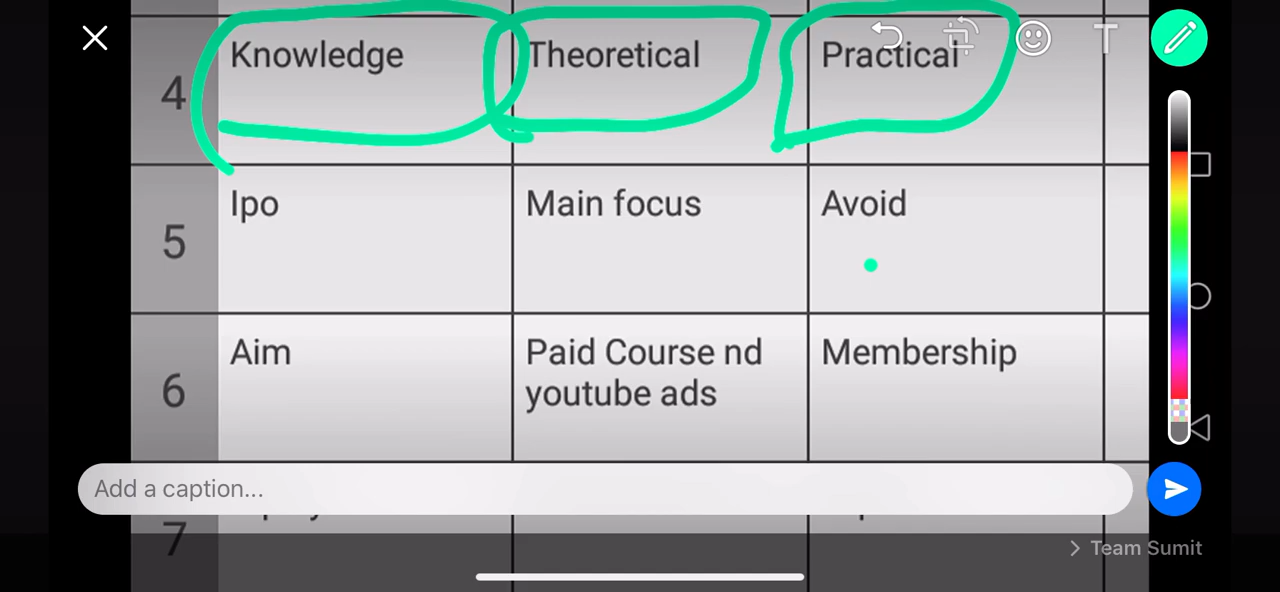 4 Knowledge Theoretical Practical T
5 Ipo Main focus Avoid
6 Aim Paid Course nd Membership
youtube ads
Add a caption...
7
Team Sumit